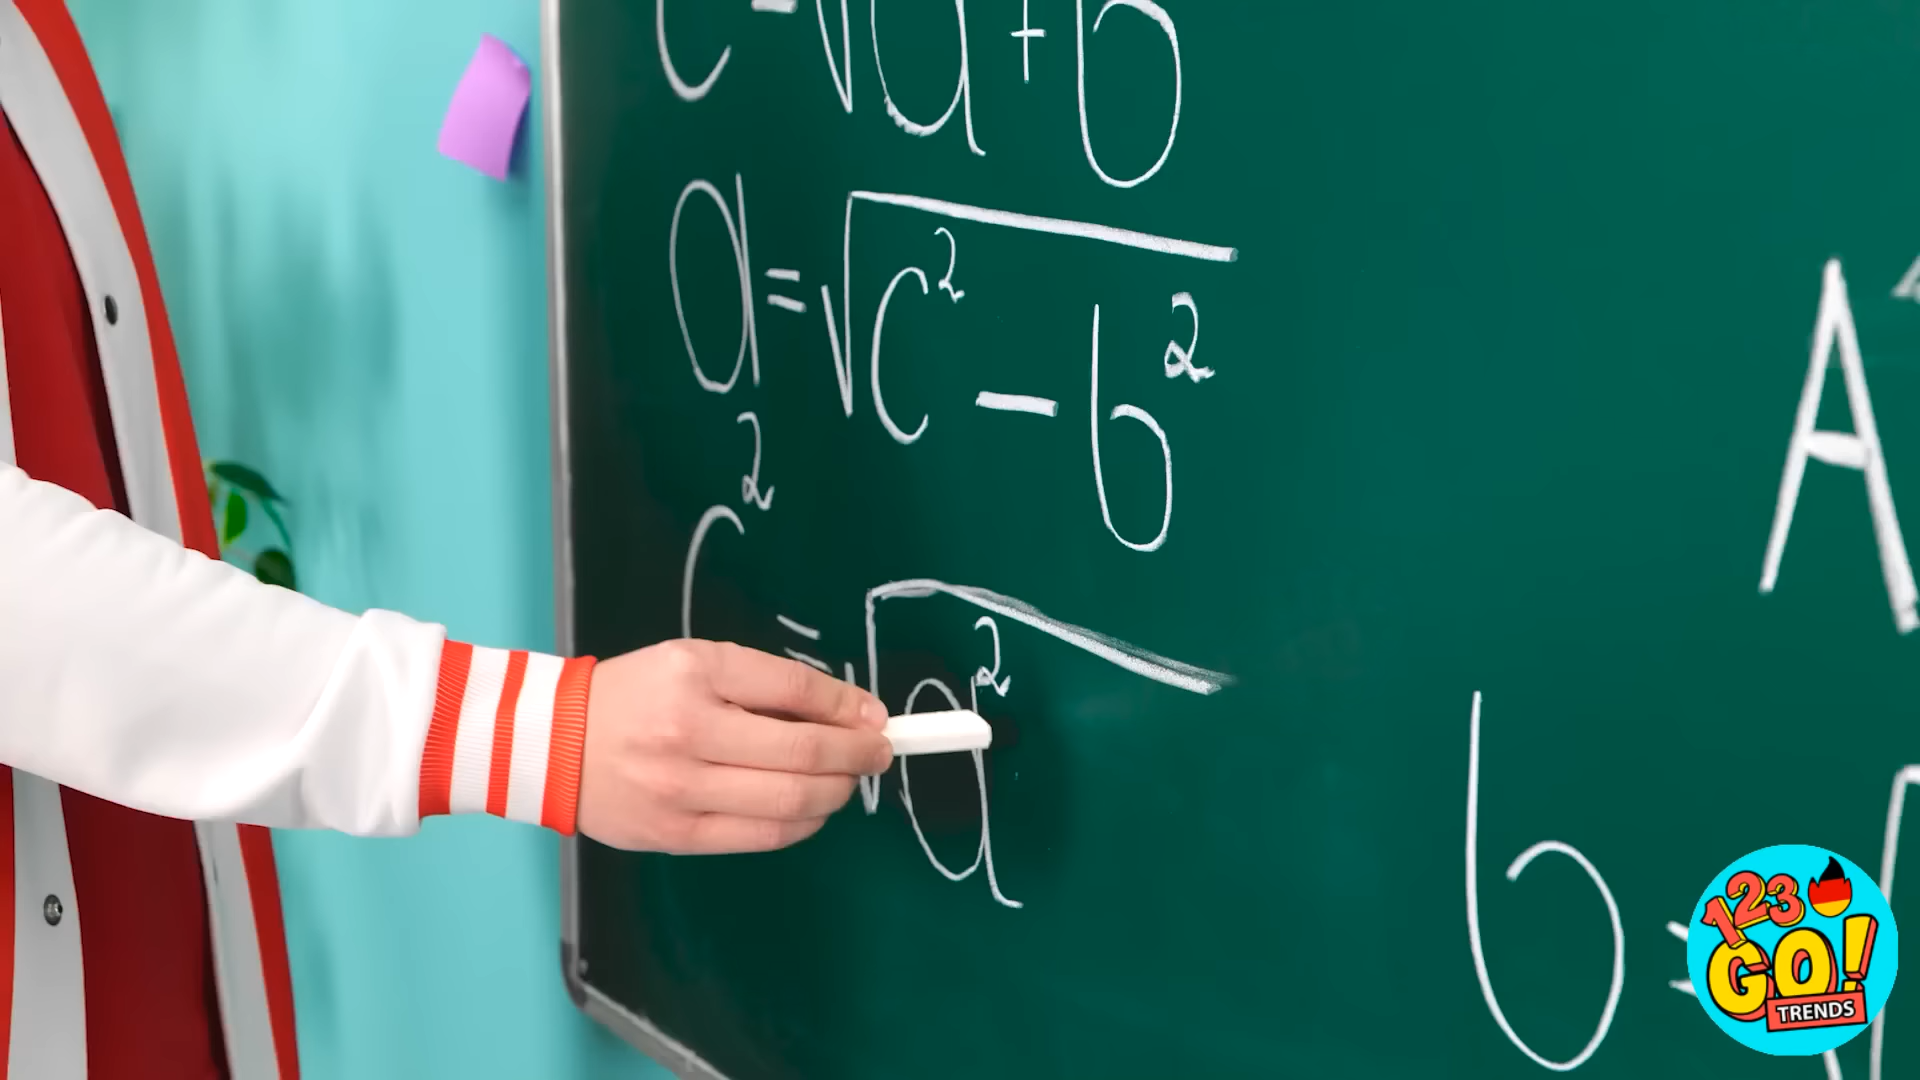 c = √a + b
a = √c² - b²
c² = √a²
A
b =
123 GO!
TRENDS